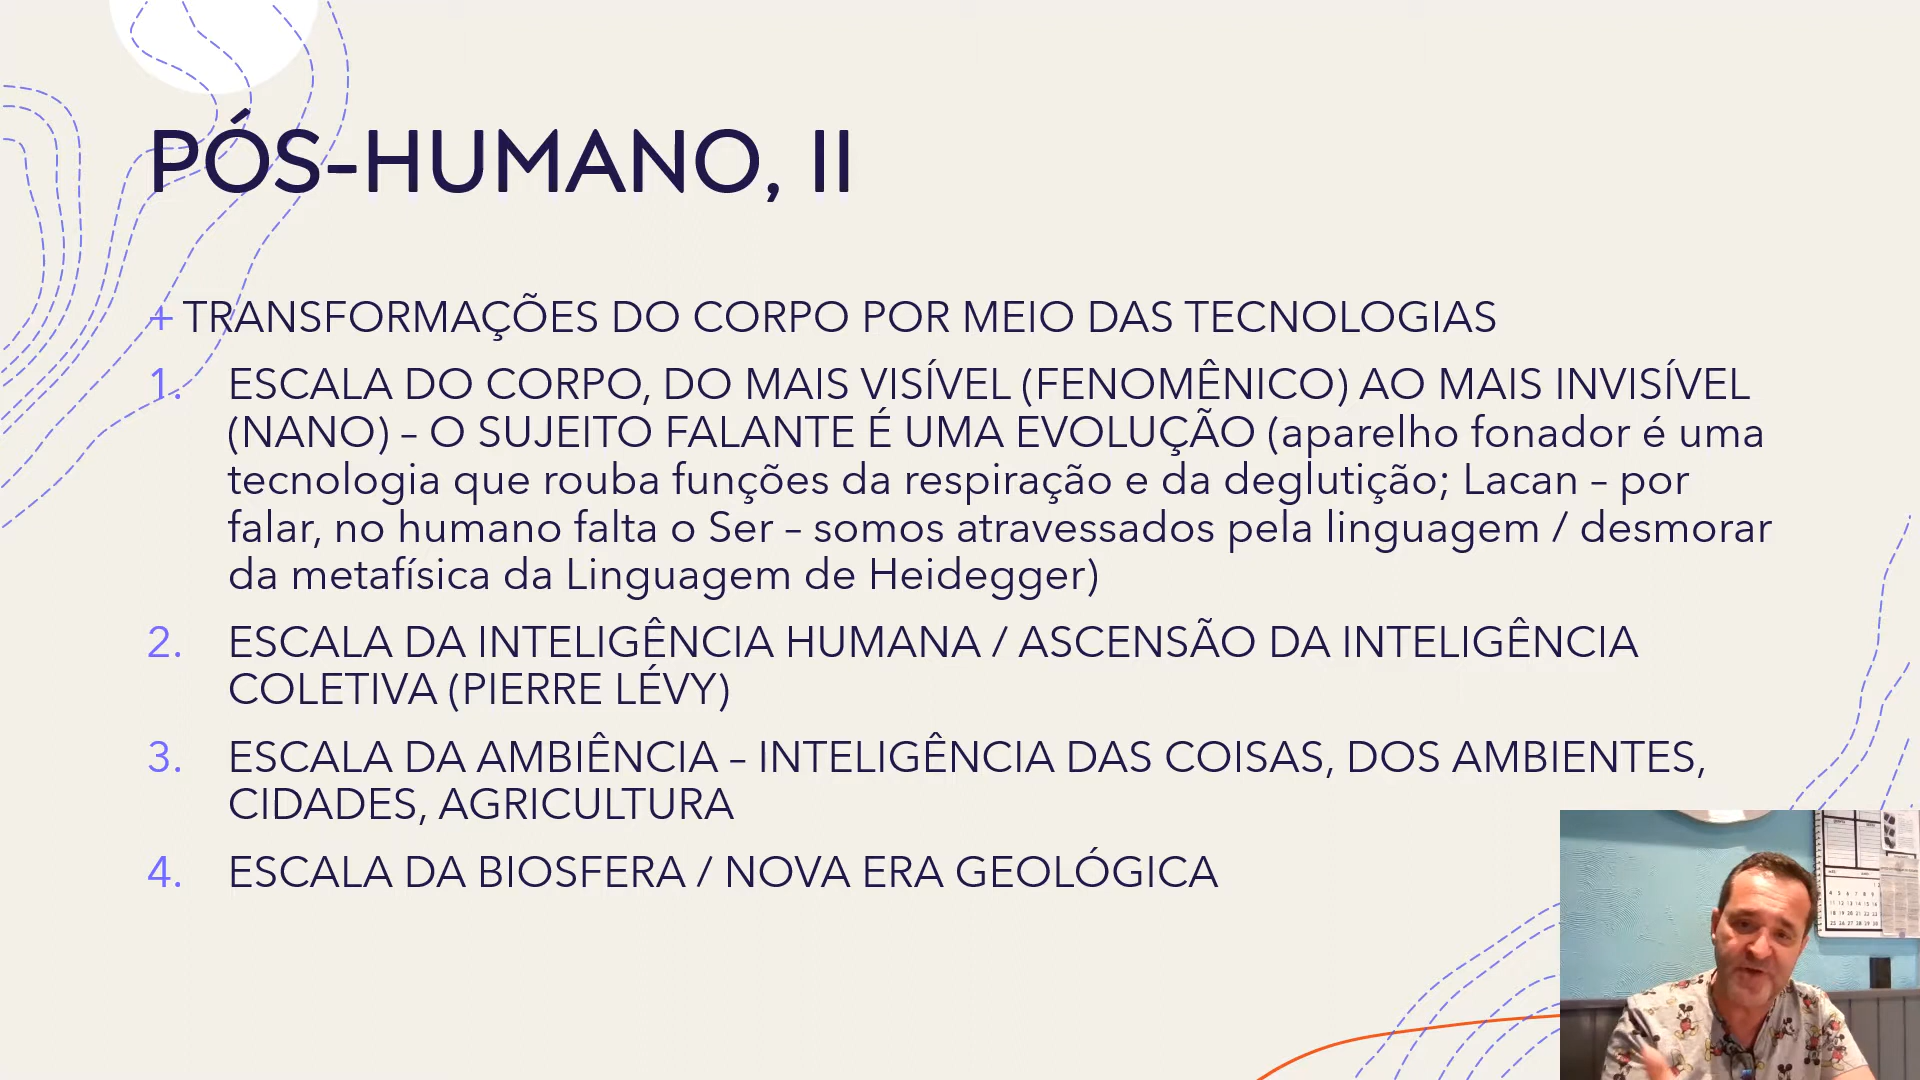 PÓS-HUMANO, II
+ TRANSFORMAÇÕES DO CORPO POR MEIO DAS TECNOLOGIAS
1. ESCALA DO CORPO, DO MAIS VISÍVEL (FENOMÊNICO) AO MAIS INVISÍVEL
(NANO) – O SUJEITO FALANTE É UMA EVOLUÇÃO (aparelho fonador é uma
tecnologia que rouba funções da respiração e da deglutição; Lacan – por
falar, no humano falta o Ser – somos atravessados pela linguagem / desmorar
da metafísica da Linguagem de Heidegger)
2. ESCALA DA INTELIGÊNCIA HUMANA / ASCENSÃO DA INTELIGÊNCIA
COLETIVA (PIERRE LÉVY)
3. ESCALA DA AMBIÊNCIA – INTELIGÊNCIA DAS COISAS, DOS AMBIENTES,
CIDADES, AGRICULTURA
4. ESCALA DA BIOSFERA / NOVA ERA GEOLÓGICA